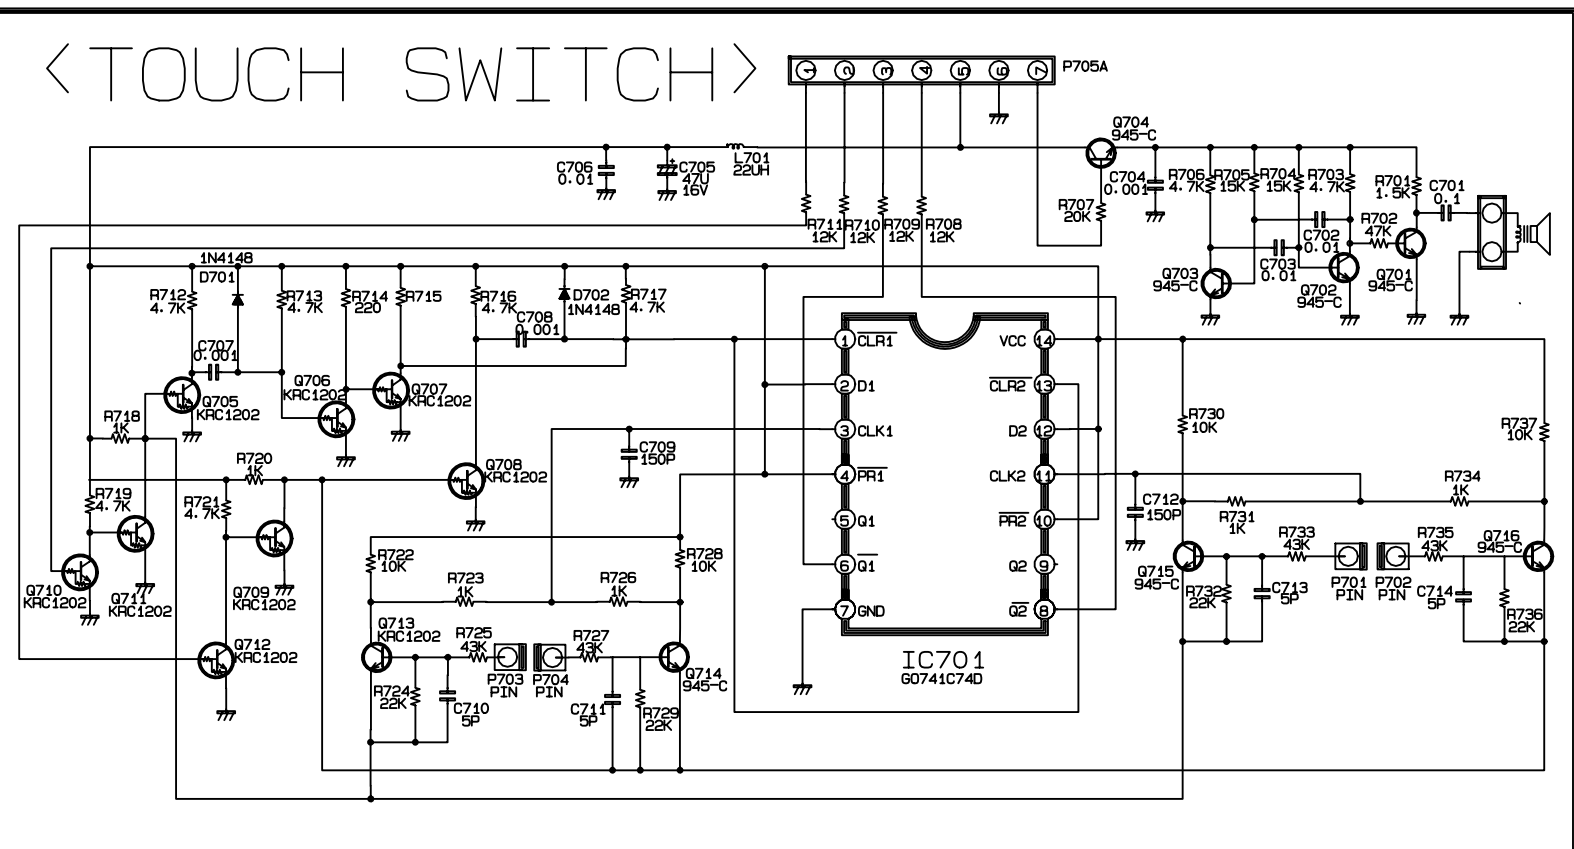 <TOUCH SWITCH>
1 2 3 4 5 6 7 P705A
Q704
945-C
C706
0.01
+
C705
47U
16V
L701
22UH
C704
0.001
R706
4.7K
R705
15K
R704
15K
R703
4.7K
R701
1.5K
C701
0.1
R707
20K
R711
12K
R710
12K
R709
12K
R708
12K
C702
0.01
R702
47K
C703
0.01
Q703
945-C
Q702
945-C
Q701
945-C
1N4148
D701
R712
4.7K
R713
4.7K
R714
220
R715
R716
4.7K
C708
0.001
D702
1N4148
R717
4.7K
C707
0.001
Q705
KRC1202
Q706
KRC1202
Q707
KRC1202
R718
1K
R720
1K
Q708
KRC1202
C709
150P
R719
4.7K
R721
4.7K
Q710
KRC1202
Q711
KRC1202
Q709
KRC1202
Q712
KRC1202
1 CLR1 VCC 14
2 D1 CLR2 13
3 CLK1 D2 12
4 PR1 CLK2 11
5 Q1 PR2 10
6 Q1 Q2 9
7 GND Q2 8
IC701
GD741C74D
R722
10K
R723
1K
R726
1K
R728
10K
Q713
KRC1202
R725
43K
P703
PIN
P704
PIN
R727
43K
Q714
945-C
R724
22K
C710
5P
C711
5P
R729
22K
R730
10K
R737
10K
C712
150P
R731
1K
R734
1K
R733
43K
R735
43K
Q716
945-C
Q715
945-C
R732
22K
C713
5P
P701
PIN
P702
PIN
C714
5P
R736
22K